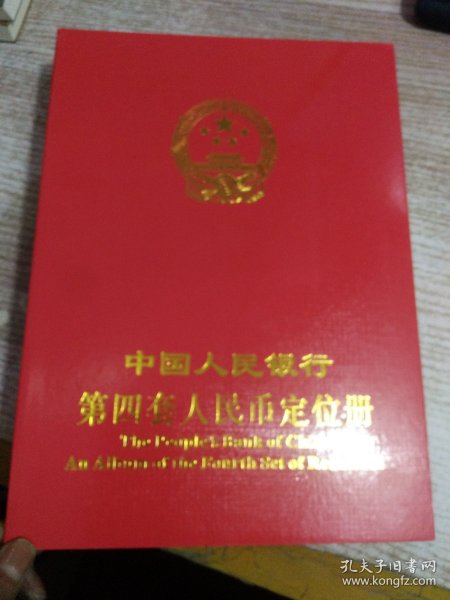 中国人民银行
第四套人民币定位册
The People's Bank of
An Album of the Fourth Set of
孔夫子旧书网
www.kongfz.com